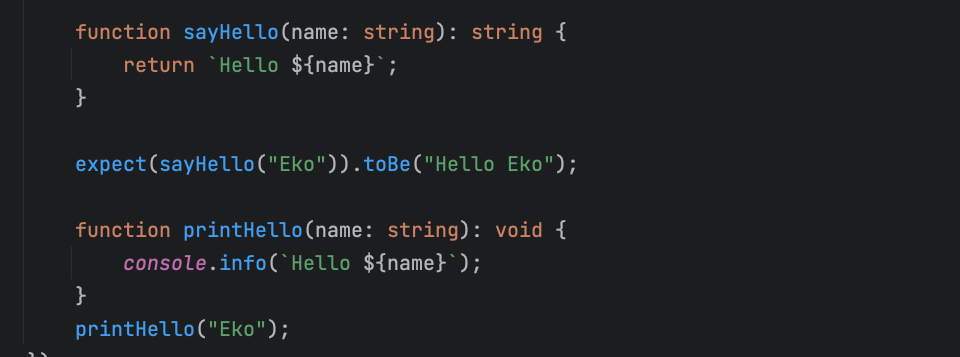 function sayHello(name: string): string {
return `Hello ${name}`;
}
expect(sayHello("Eko")).toBe("Hello Eko");
function printHello(name: string): void {
console.info(`Hello ${name}`);
}
printHello("Eko");